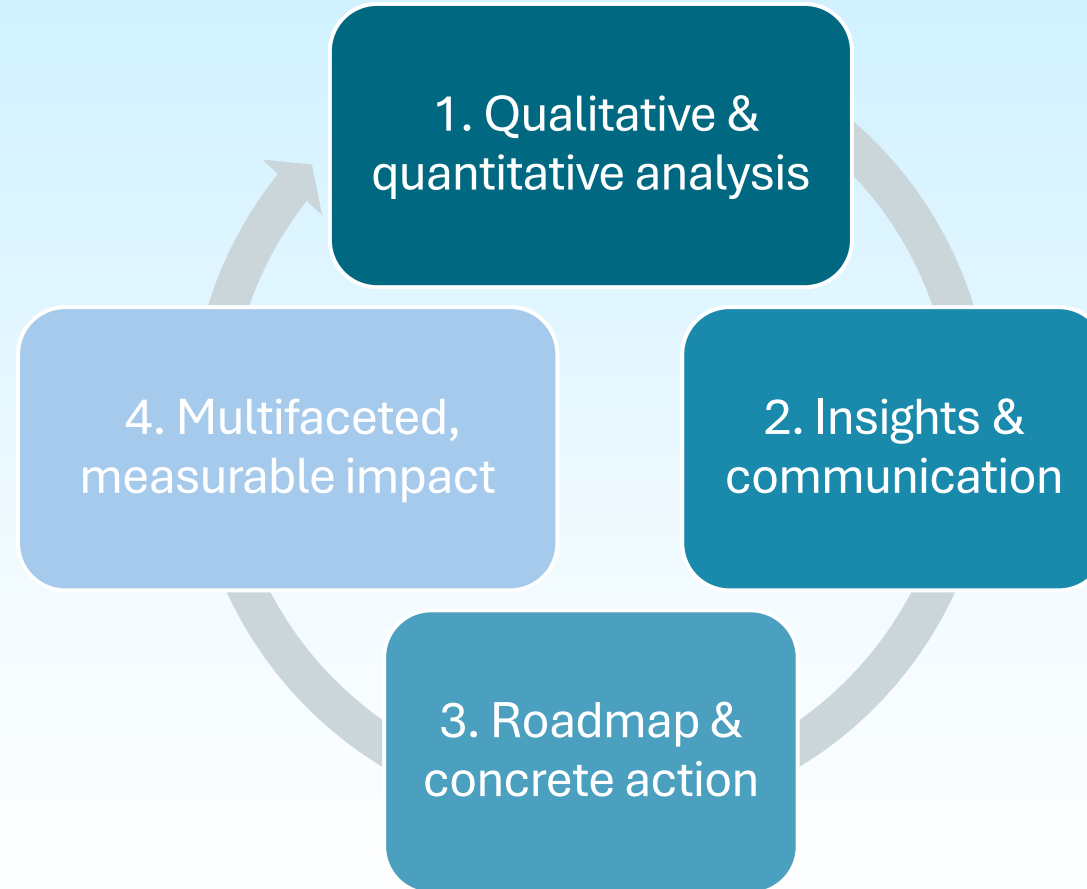 1. Qualitative &
quantitative analysis
2. Insights &
communication
3. Roadmap &
concrete action
4. Multifaceted,
measurable impact